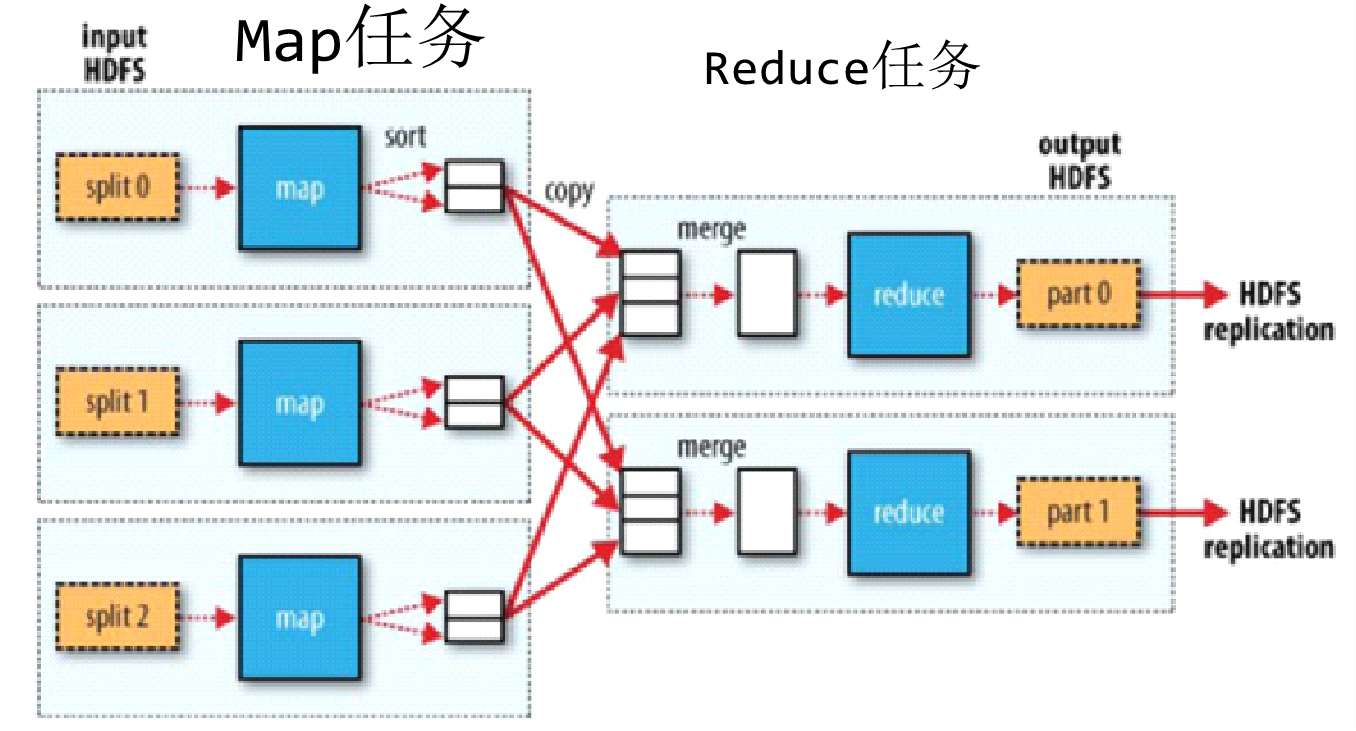 input
HDFS
Map任务
Reduce任务
split 0
map
sort
copy
output
HDFS
merge
reduce
part 0
HDFS
replication
split 1
map
merge
reduce
part 1
HDFS
replication
split 2
map